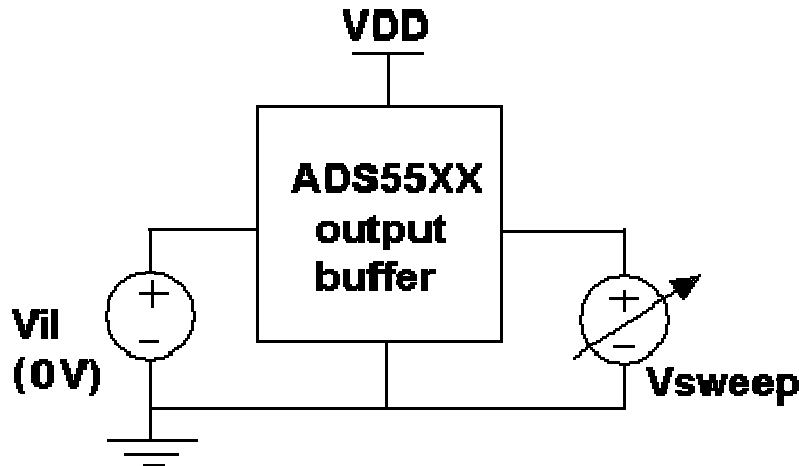 VDD
ADS55XX
output
buffer
+
-
Vil
(0V)
+
-
Vsweep